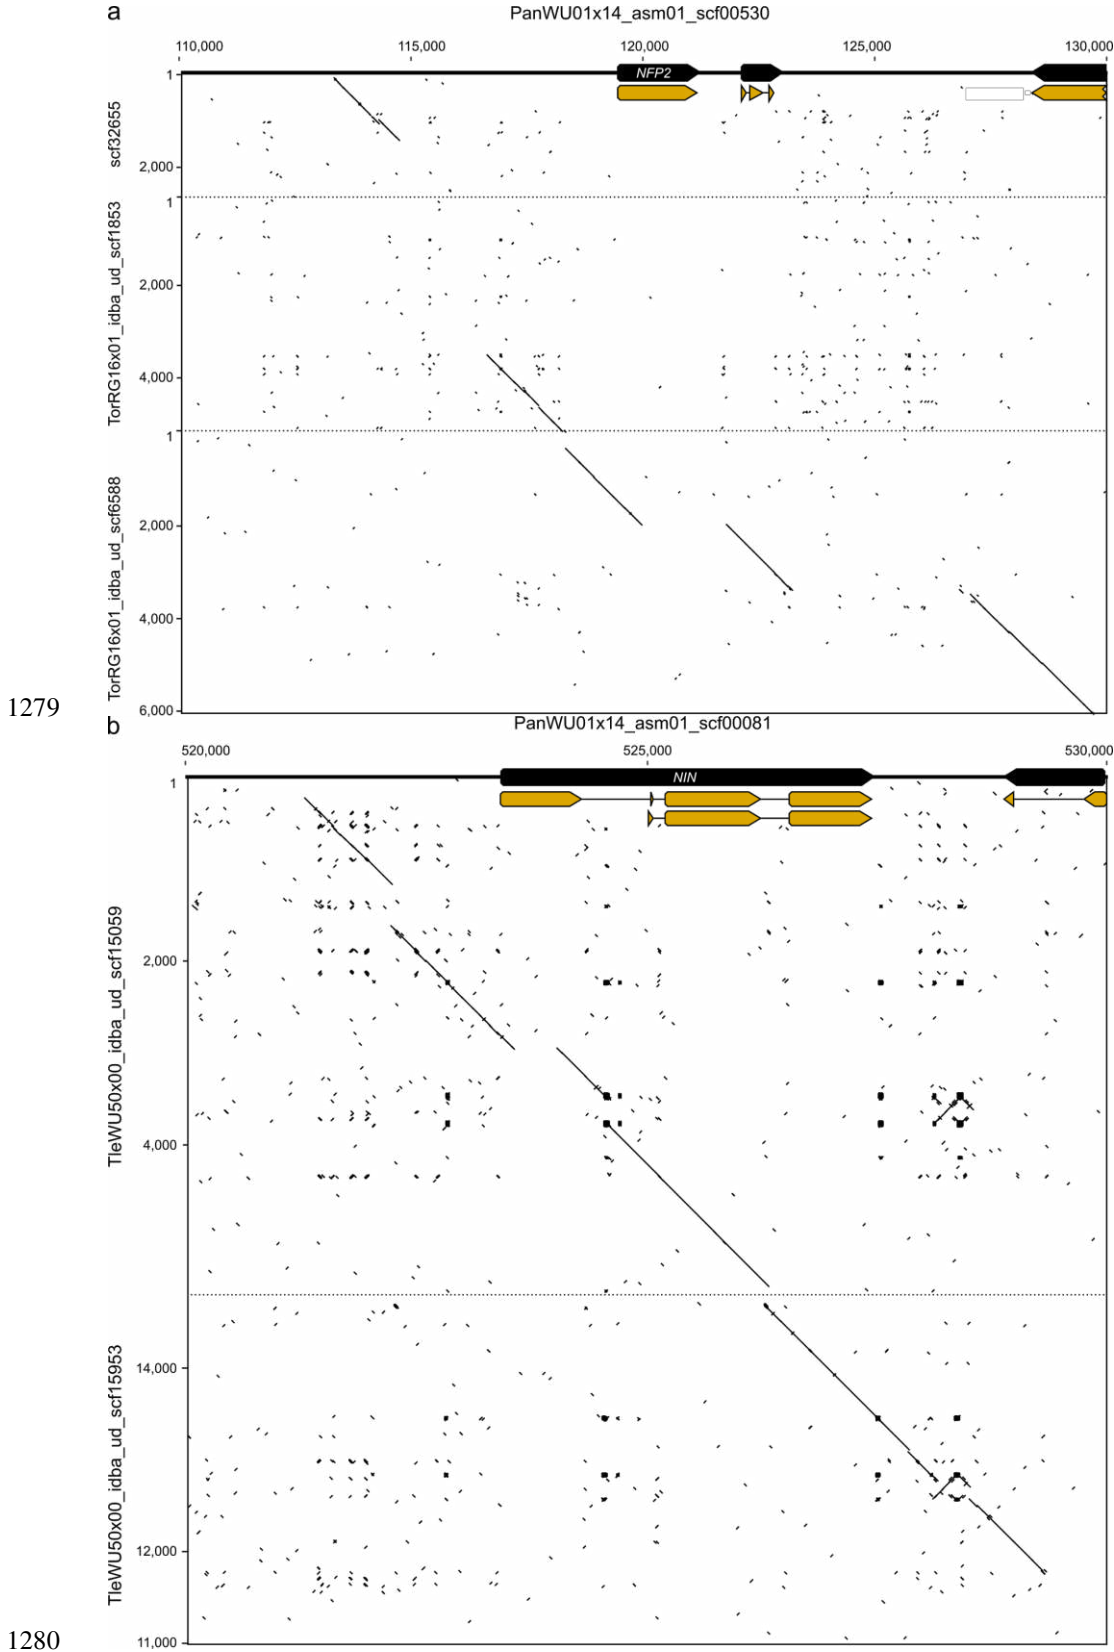 a
PanWU01x14_asm01_scf00530
110,000 115,000 120,000 125,000 130,000
NFP2
1
scf32655
2,000
1
TorRG16x01_idba_ud_scf1853
2,000
4,000
1
TorRG16x01_idba_ud_scf6588
2,000
4,000
6,000
1279
b
PanWU01x14_asm01_scf00081
520,000 525,000 530,000
NIN
1
TleWU50x00_idba_ud_scf15059
2,000
4,000
TleWU50x00_idba_ud_scf15953
14,000
12,000
11,000
1280